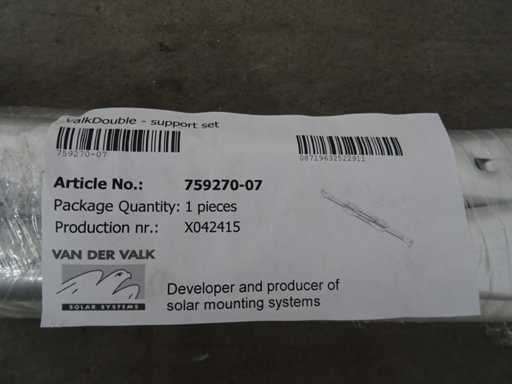 valkDouble - support set
759270-07
08719632522911
Article No.: 759270-07
Package Quantity: 1 pieces
Production nr.: X042415
VAN DER VALK
SOLAR SYSTEMS
Developer and producer of
solar mounting systems